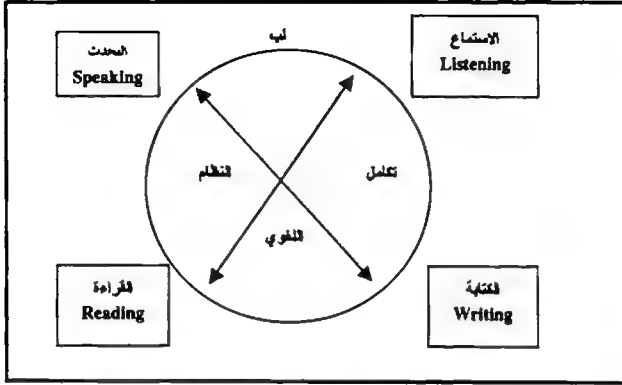 الاستماع
Listening
لب
التحدث
Speaking
تكامل
النظام
اللغوي
الكتابة
Writing
القراءة
Reading